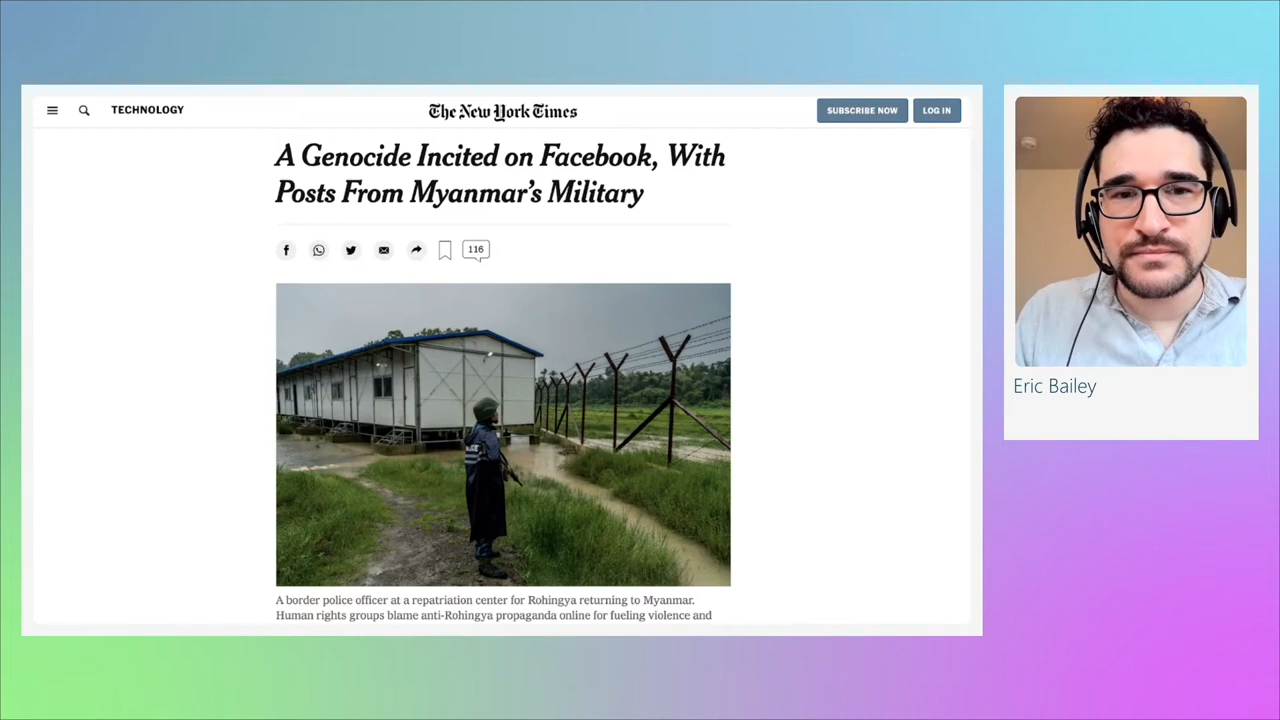 TECHNOLOGY
The New York Times
SUBSCRIBE NOW
LOG IN
A Genocide Incited on Facebook, With
Posts From Myanmar's Military
116
POLICE
A border police officer at a repatriation center for Rohingya returning to Myanmar.
Human rights groups blame anti-Rohingya propaganda online for fueling violence and
Eric Bailey